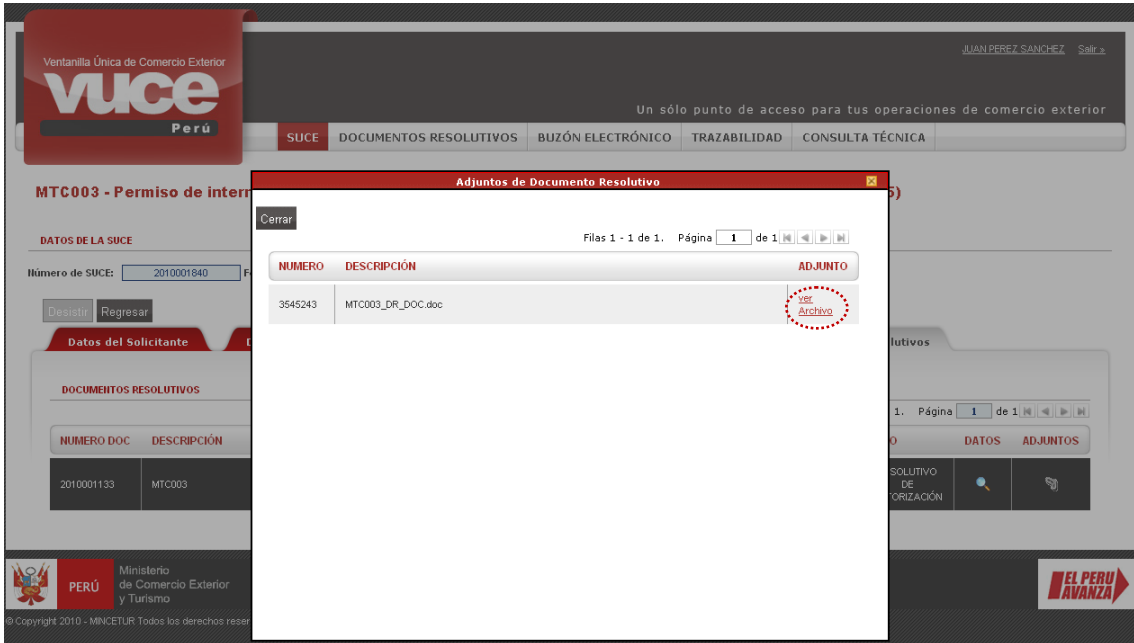 Ventanilla Única de Comercio Exterior
vuce
Perú
JUAN PEREZ SANCHEZ Salir »
Un sólo punto de acceso para tus operaciones de comercio exterior
SUCE DOCUMENTOS RESOLUTIVOS BUZÓN ELECTRÓNICO TRAZABILIDAD CONSULTA TÉCNICA
MTC003 - Permiso de intern
5)
Adjuntos de Documento Resolutivo
Cerrar
Filas 1 - 1 de 1. Página 1 de 1
NUMERO DESCRIPCIÓN ADJUNTO
3545243 MTC003_DR_DOC.doc ver
Archivo
DATOS DE LA SUCE
Número de SUCE: 2010001840
Desistir Regresar
Datos del Solicitante
lutivos
DOCUMENTOS RESOLUTIVOS
1. Página 1 de 1
NUMERO DOC DESCRIPCIÓN O DATOS ADJUNTOS
2010001133 MTC003
SOLUTIVO
DE
TORIZACIÓN
PERÚ
Ministerio
de Comercio Exterior
y Turismo
EL PERU
AVANZA
© Copyright 2010 - MINCETUR Todos los derechos reser